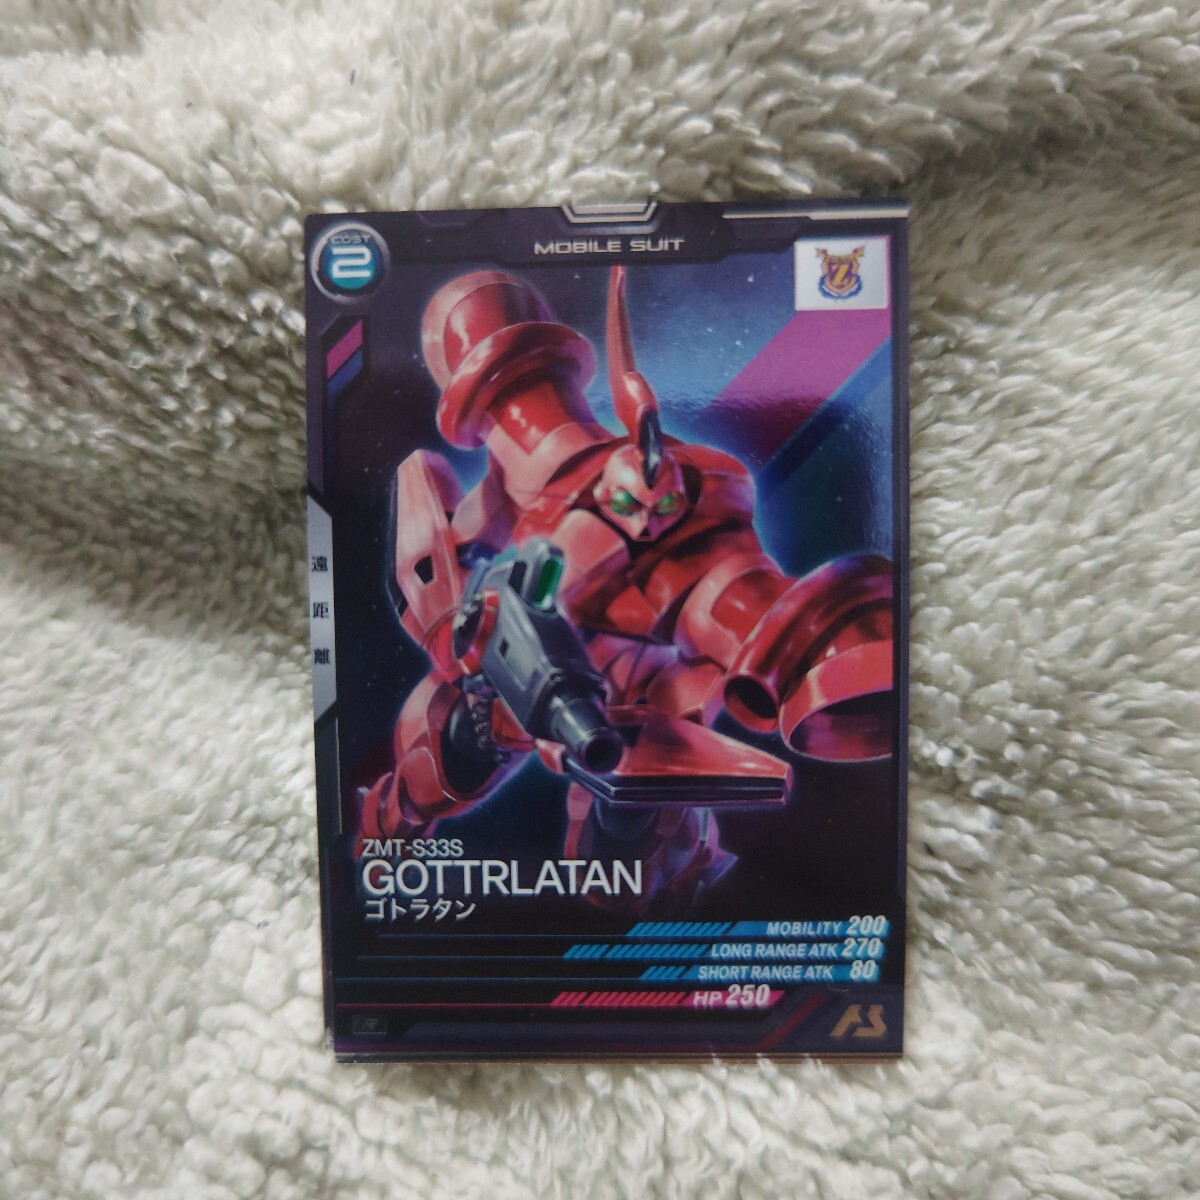 COST
2
MOBILE SUIT
Z
遠距離
ZMT-S33S
GOTTRLATAN
ゴトラタン
MOBILITY 200
LONG RANGE ATK 270
SHORT RANGE ATK 80
HP 250
R
AS